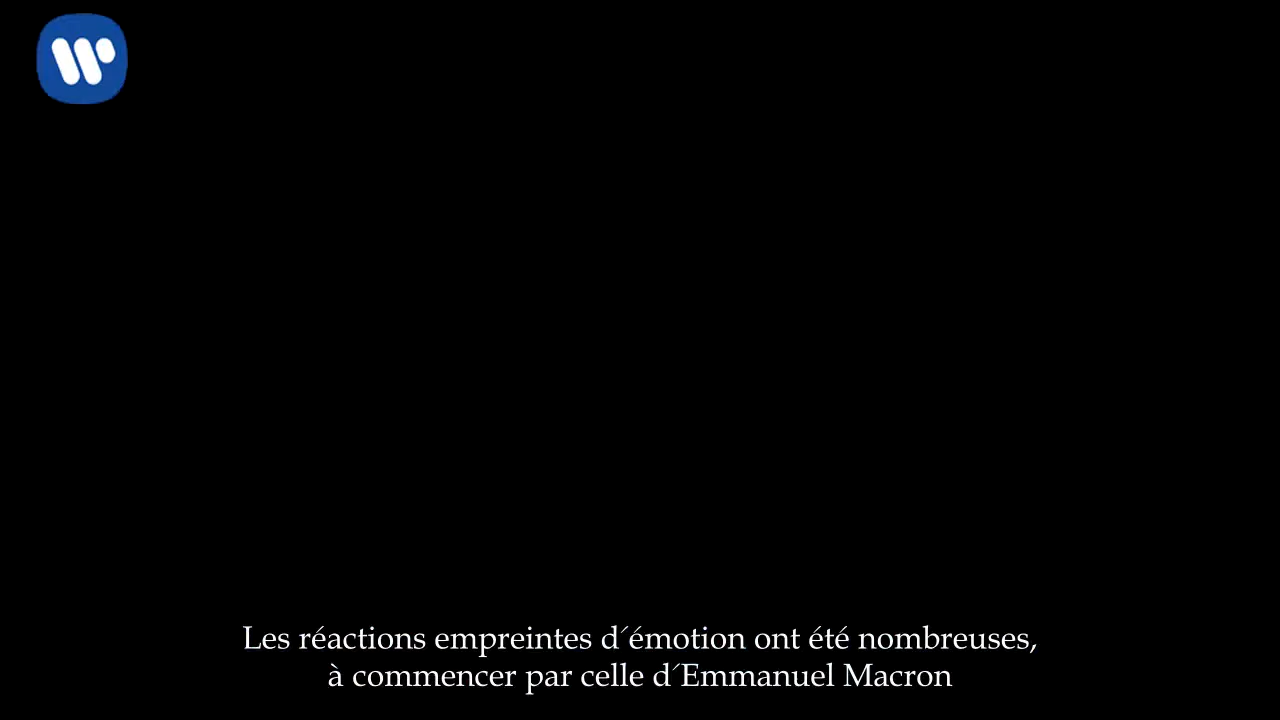 Les réactions empreintes d´émotion ont été nombreuses,
à commencer par celle d´Emmanuel Macron